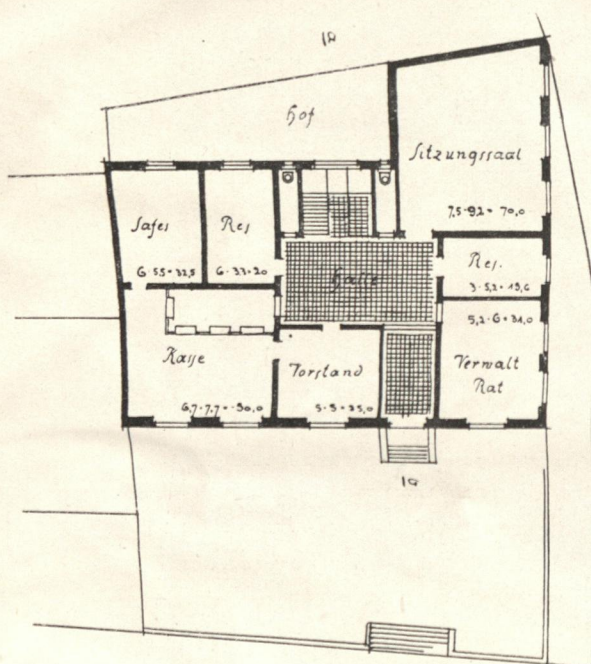 Hof
Sitzungssaal
7,5·9,2 = 70,0
Safes
6·5,5 = 32,5
Res
6·3,3 = 20
Halle
Res.
3·5,2 = 15,6
5,2·6 = 31,0
Verwalt
Rat
Kasse
6,7·7,7 = 50,0
Vorstand
5·5 = 25,0